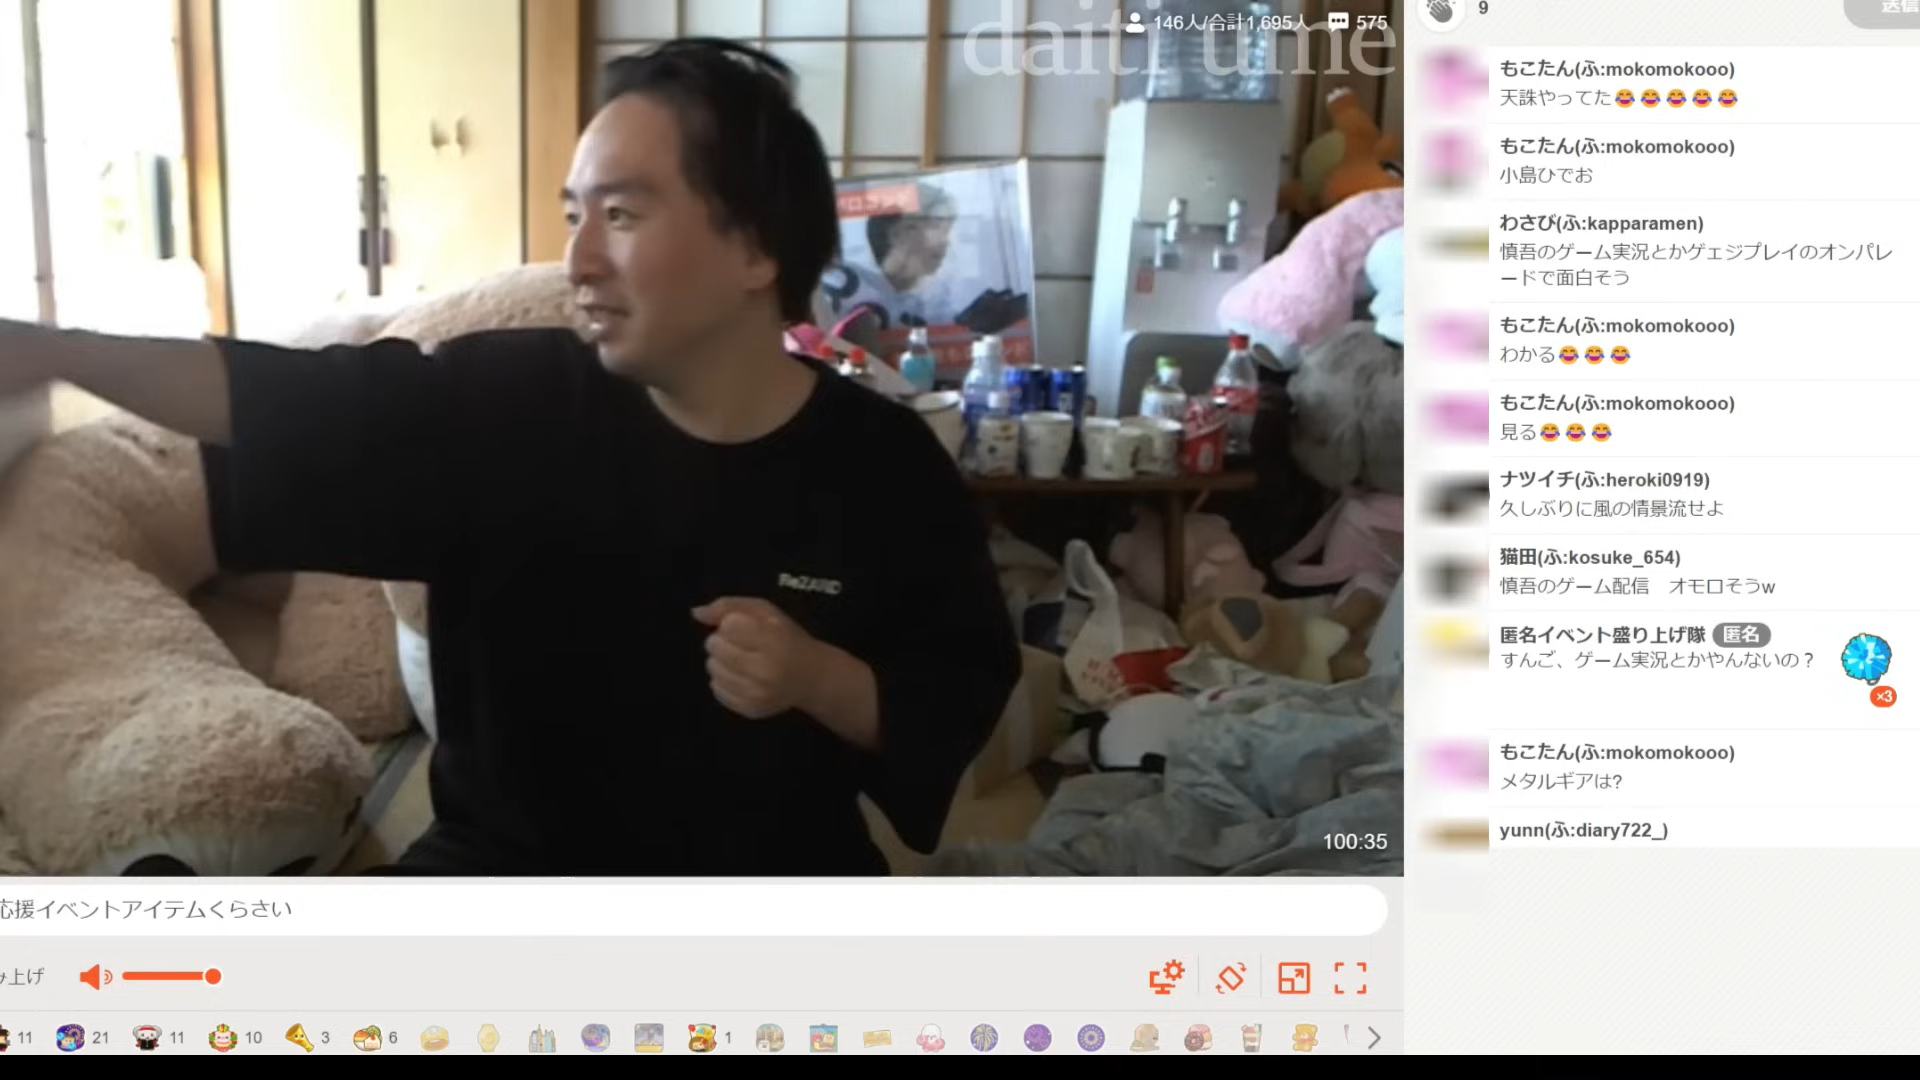 daiti ume
146人/合計1,695人 575
100:35
応援イベントアイテムくらさい
み上げ
11 21 11 10 3 6 1
9
送信
もこたん(ふ:mokomokooo)
天誅やってた😂😂😂😂😂
もこたん(ふ:mokomokooo)
小島ひでお
わさび(ふ:kapparamen)
慎吾のゲーム実況とかゲェジプレイのオンパレ
ードで面白そう
もこたん(ふ:mokomokooo)
わかる😂😂😂
もこたん(ふ:mokomokooo)
見る😂😂😂
ナツイチ(ふ:heroki0919)
久しぶりに風の情景流せよ
猫田(ふ:kosuke_654)
慎吾のゲーム配信　オモロそうw
匿名イベント盛り上げ隊 匿名
すんご、ゲーム実況とかやんないの？
×3
もこたん(ふ:mokomokooo)
メタルギアは?
yunn(ふ:diary722_)